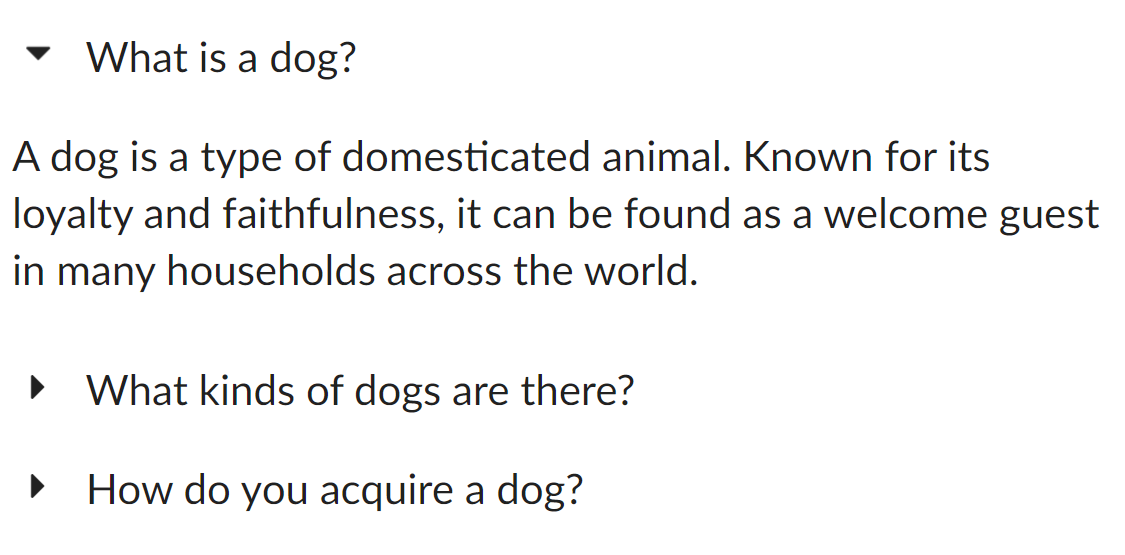 What is a dog?
A dog is a type of domesticated animal. Known for its
loyalty and faithfulness, it can be found as a welcome guest
in many households across the world.
What kinds of dogs are there?
How do you acquire a dog?